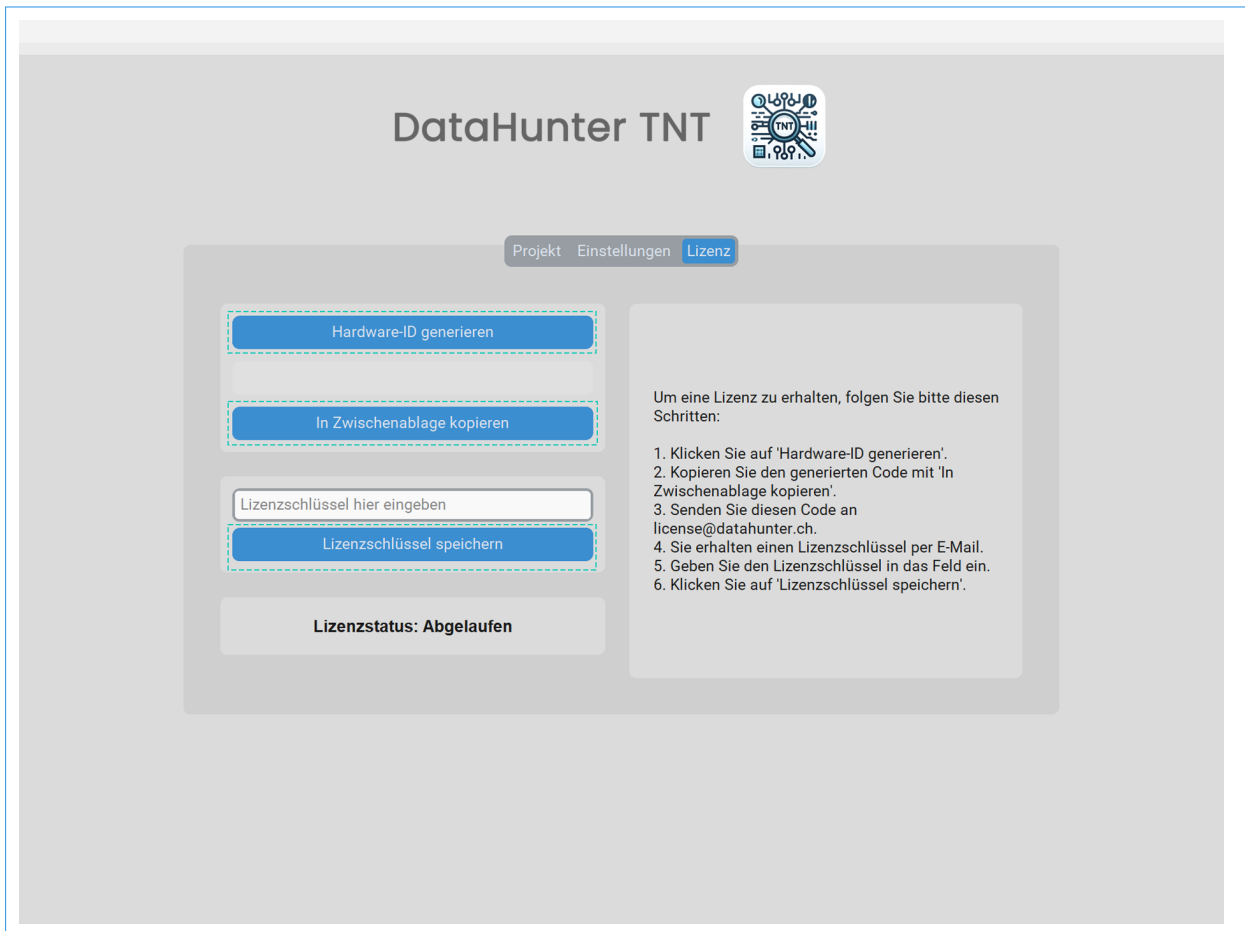 DataHunter TNT
TNT
Projekt Einstellungen Lizenz
Hardware-ID generieren
In Zwischenablage kopieren
Lizenzschlüssel hier eingeben
Lizenzschlüssel speichern
Lizenzstatus: Abgelaufen
Um eine Lizenz zu erhalten, folgen Sie bitte diesen
Schritten:
1. Klicken Sie auf 'Hardware-ID generieren'.
2. Kopieren Sie den generierten Code mit 'In
Zwischenablage kopieren'.
3. Senden Sie diesen Code an
license@datahunter.ch.
4. Sie erhalten einen Lizenzschlüssel per E-Mail.
5. Geben Sie den Lizenzschlüssel in das Feld ein.
6. Klicken Sie auf 'Lizenzschlüssel speichern'.